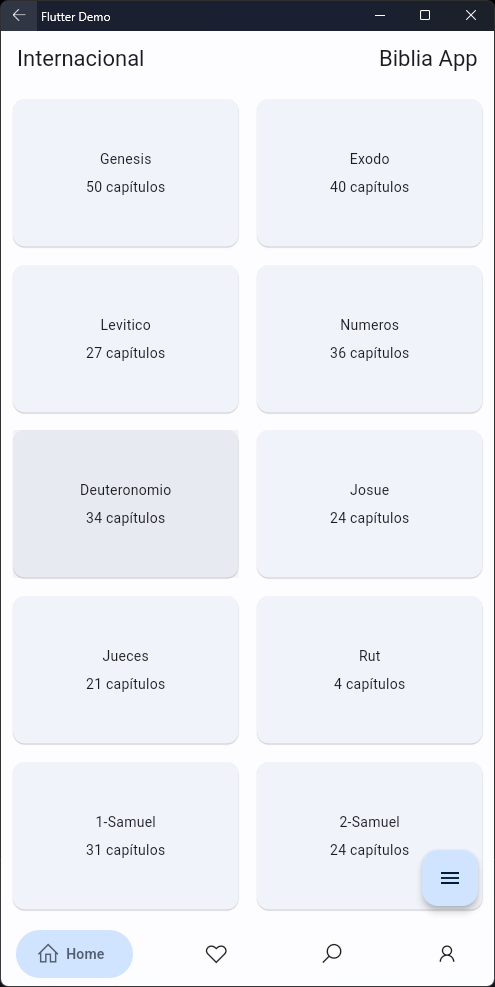 Flutter Demo
Internacional Biblia App
Genesis
50 capítulos
Exodo
40 capítulos
Levitico
27 capítulos
Numeros
36 capítulos
Deuteronomio
34 capítulos
Josue
24 capítulos
Jueces
21 capítulos
Rut
4 capítulos
1-Samuel
31 capítulos
2-Samuel
24 capítulos
Home